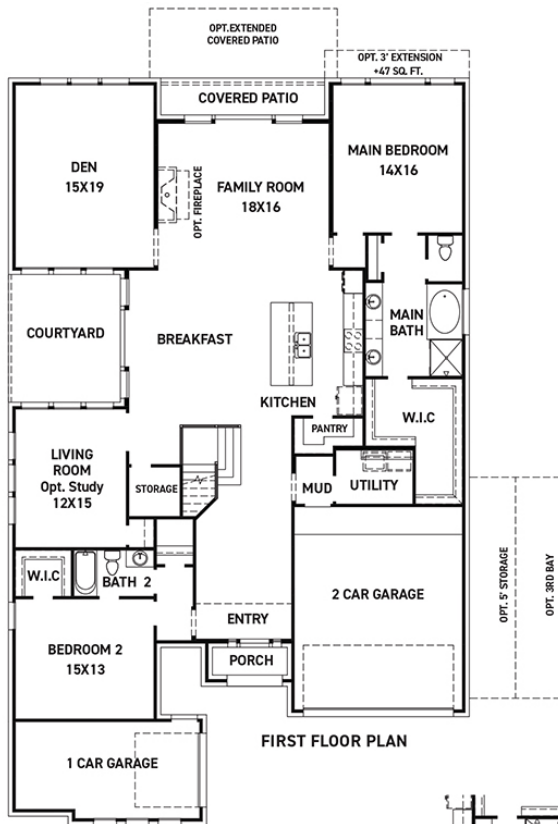 OPT.EXTENDED
COVERED PATIO
OPT. 3' EXTENSION
+47 SQ. FT.
COVERED PATIO
DEN
15X19
FAMILY ROOM
18X16
OPT. FIREPLACE
MAIN BEDROOM
14X16
COURTYARD
BREAKFAST
MAIN
BATH
KITCHEN
PANTRY
W.I.C
LIVING
ROOM
Opt. Study
12X15
STORAGE
MUD
UTILITY
W.I.C
BATH 2
2 CAR GARAGE
OPT. 5' STORAGE
OPT. 3RD BAY
ENTRY
BEDROOM 2
15X13
PORCH
FIRST FLOOR PLAN
1 CAR GARAGE